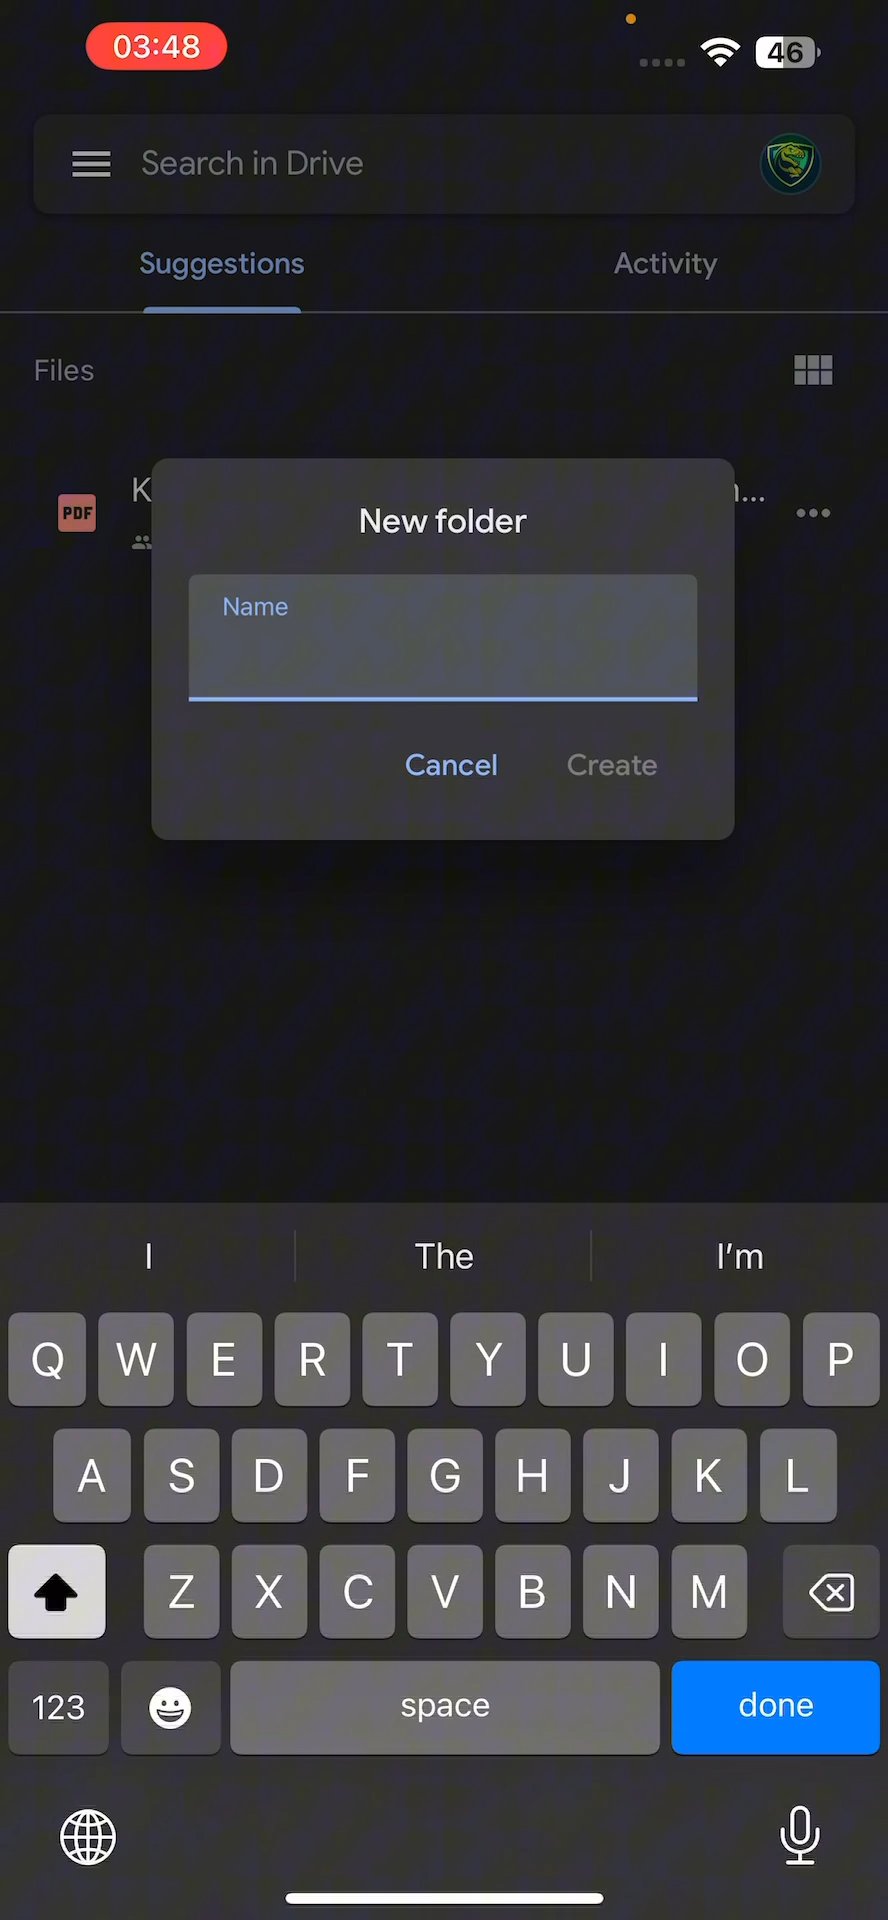 03:48
46
Search in Drive
Suggestions Activity
Files
PDF
New folder
Name
Cancel Create
I The I’m
Q W E R T Y U I O P
A S D F G H J K L
Z X C V B N M
123 space done